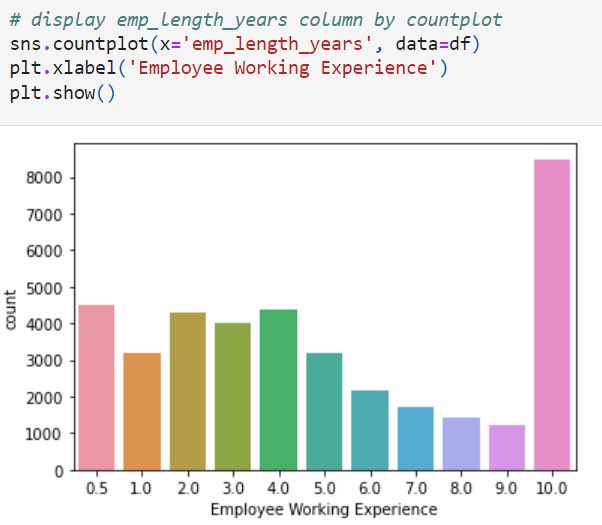 # display emp_length_years column by countplot
sns.countplot(x='emp_length_years', data=df)
plt.xlabel('Employee Working Experience')
plt.show()
8000
7000
6000
5000
4000
3000
2000
1000
0
count
0.5 1.0 2.0 3.0 4.0 5.0 6.0 7.0 8.0 9.0 10.0
Employee Working Experience